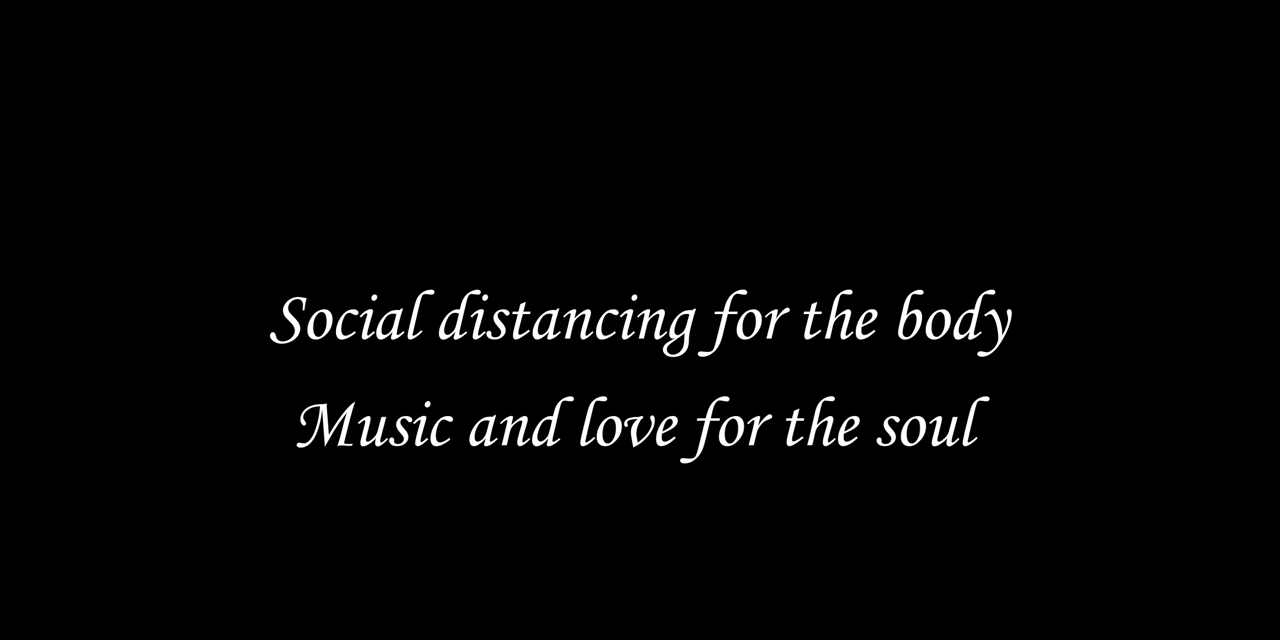 Social distancing for the body
Music and love for the soul